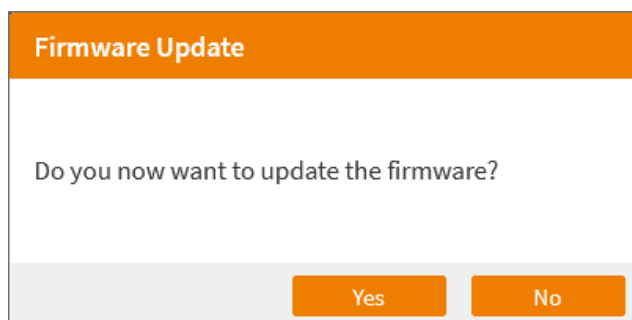 Firmware Update
Do you now want to update the firmware?
Yes No